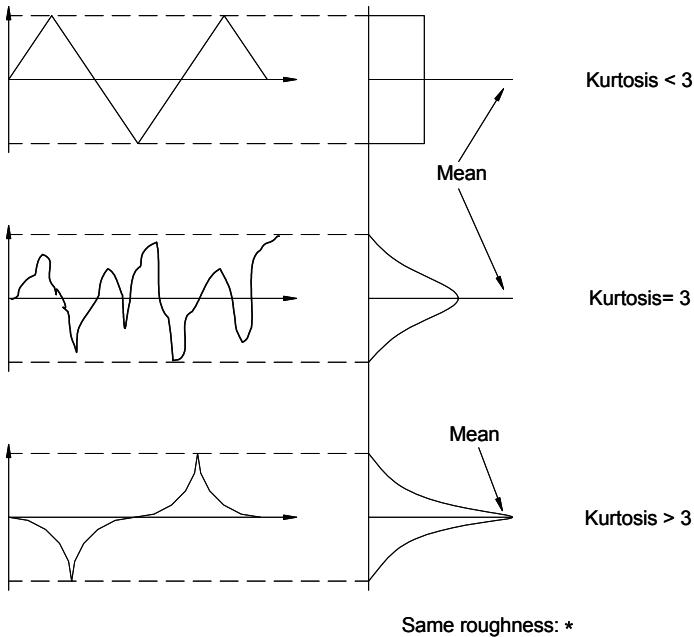 Kurtosis < 3
Mean
Kurtosis= 3
Mean
Kurtosis > 3
Same roughness: *